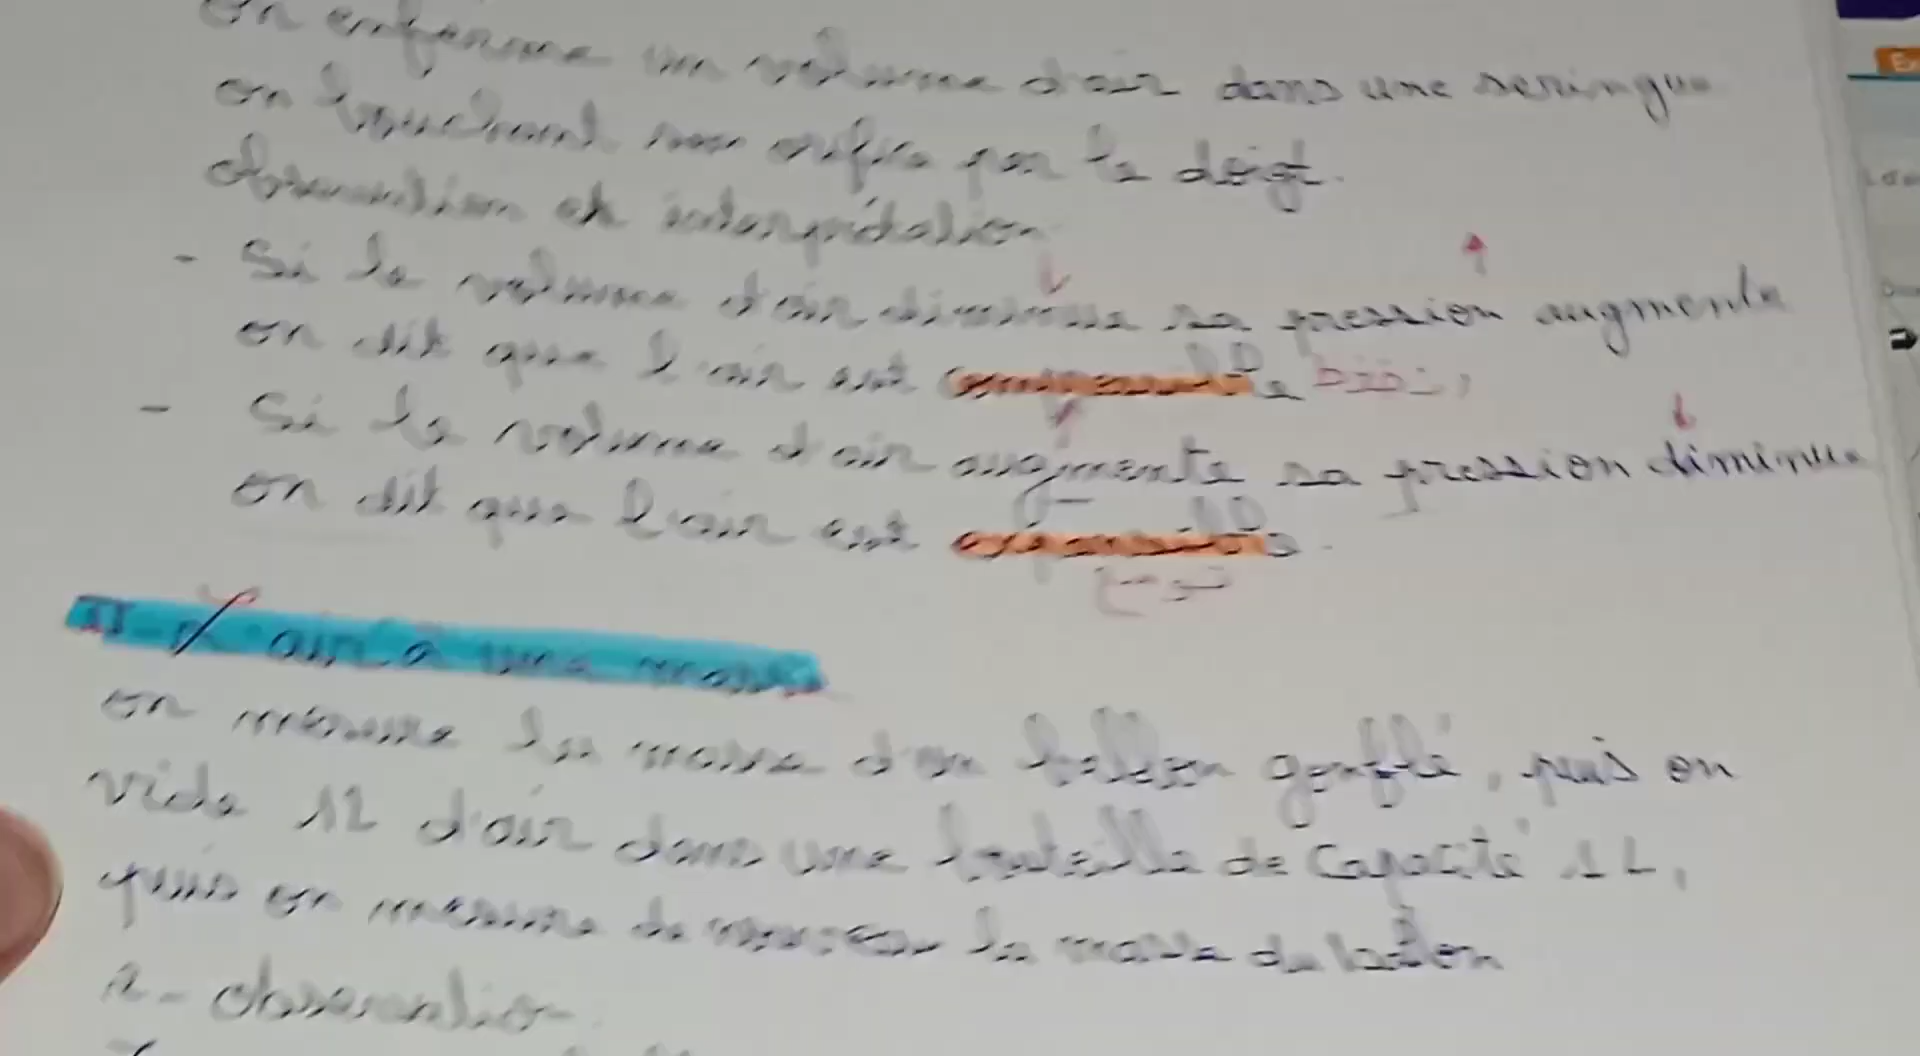 on enferme un volume d'air dans une seringue
en bouchant son orifice par le doigt.
observation et interprétation
- Si le volume d'air diminue sa pression augmente
on dit que l'air est compressible
- Si le volume d'air augmente sa pression diminue
on dit que l'air est expansible.
توسع
II - L'air a une masse
on mesure la masse d'un ballon gonflé, puis on
vide 1L d'air dans une bouteille de capacité 1L,
puis on mesure de nouveau la masse du ballon
2 - observation